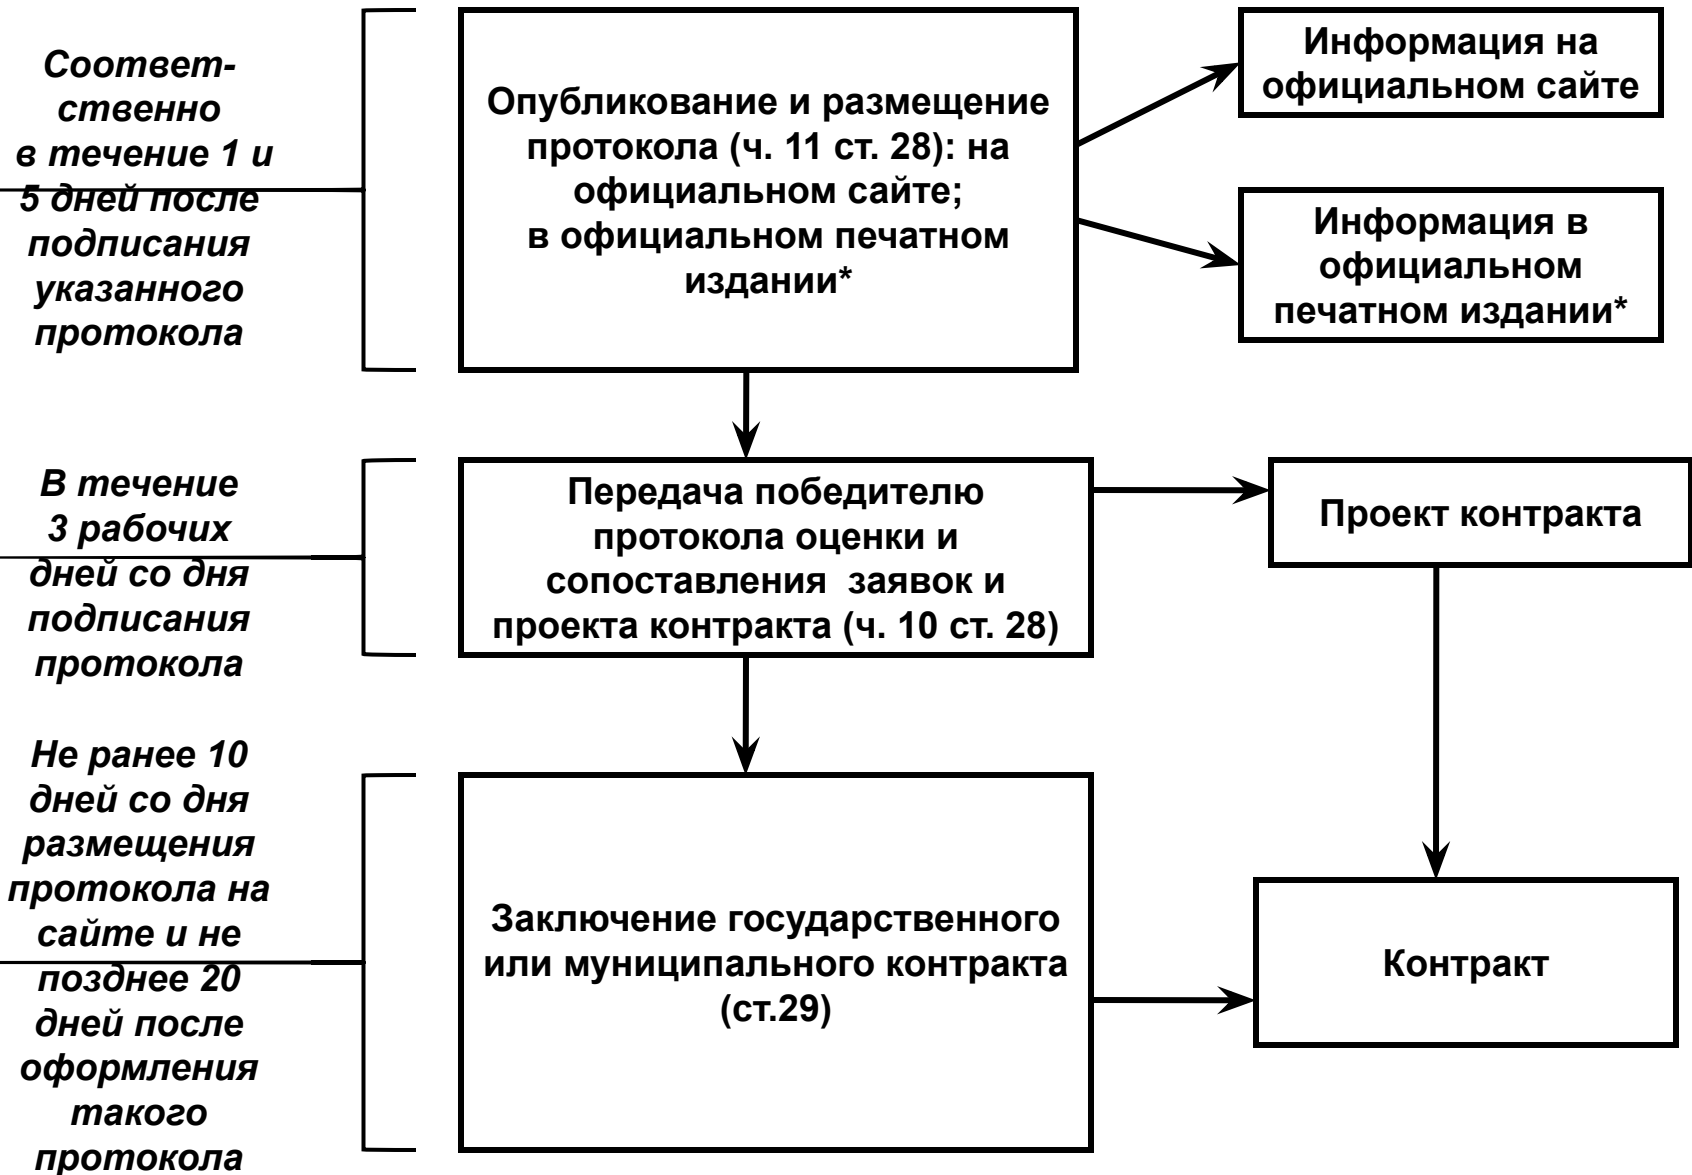 Соответ-
ственно
в течение 1 и
5 дней после
подписания
указанного
протокола
Опубликование и размещение
протокола (ч. 11 ст. 28): на
официальном сайте;
в официальном печатном
издании*
Информация на
официальном сайте
Информация в
официальном
печатном издании*
В течение
3 рабочих
дней со дня
подписания
протокола
Передача победителю
протокола оценки и
сопоставления  заявок и
проекта контракта (ч. 10 ст. 28)
Проект контракта
Не ранее 10
дней со дня
размещения
протокола на
сайте и не
позднее 20
дней после
оформления
такого
протокола
Заключение государственного
или муниципального контракта
(ст.29)
Контракт